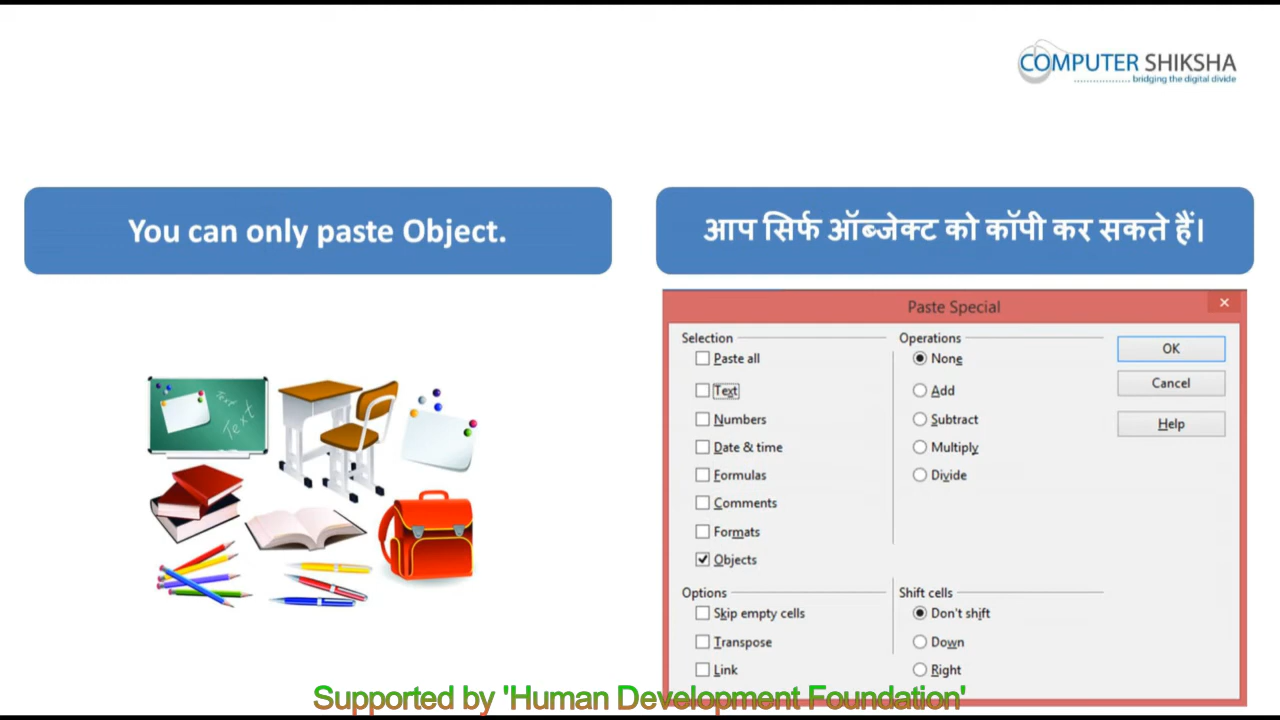 COMPUTER SHIKSHA
bridging the digital divide
You can only paste Object.
आप सिर्फ ऑब्जेक्ट को कॉपी कर सकते हैं।
Paste Special
Selection
Paste all
Text
Numbers
Date & time
Formulas
Comments
Formats
Objects
Operations
None
Add
Subtract
Multiply
Divide
OK
Cancel
Help
Options
Skip empty cells
Transpose
Link
Shift cells
Don't shift
Down
Right
Text
Text
Supported by 'Human Development Foundation'